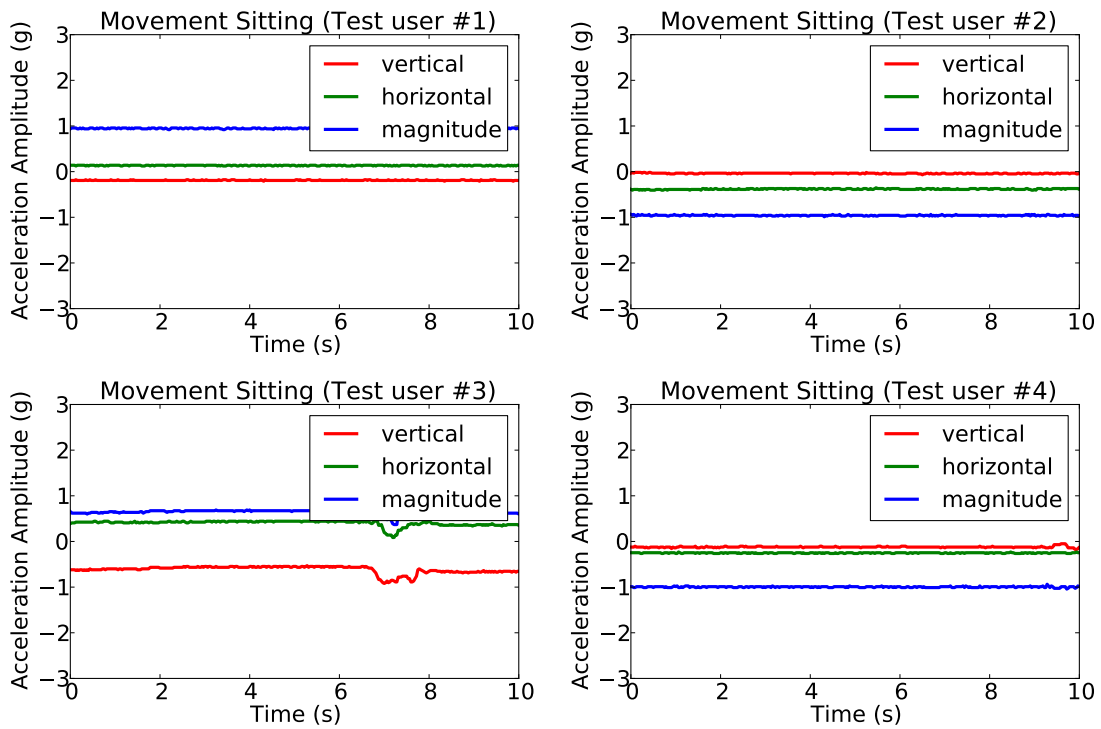 Movement Sitting (Test user #1)
Acceleration Amplitude (g)
3
2
1
0
−1
−2
−3
vertical
horizontal
magnitude
0 2 4 6 8 10
Time (s)
Movement Sitting (Test user #2)
Acceleration Amplitude (g)
3
2
1
0
−1
−2
−3
vertical
horizontal
magnitude
0 2 4 6 8 10
Time (s)
Movement Sitting (Test user #3)
Acceleration Amplitude (g)
3
2
1
0
−1
−2
−3
vertical
horizontal
magnitude
0 2 4 6 8 10
Time (s)
Movement Sitting (Test user #4)
Acceleration Amplitude (g)
3
2
1
0
−1
−2
−3
vertical
horizontal
magnitude
0 2 4 6 8 10
Time (s)